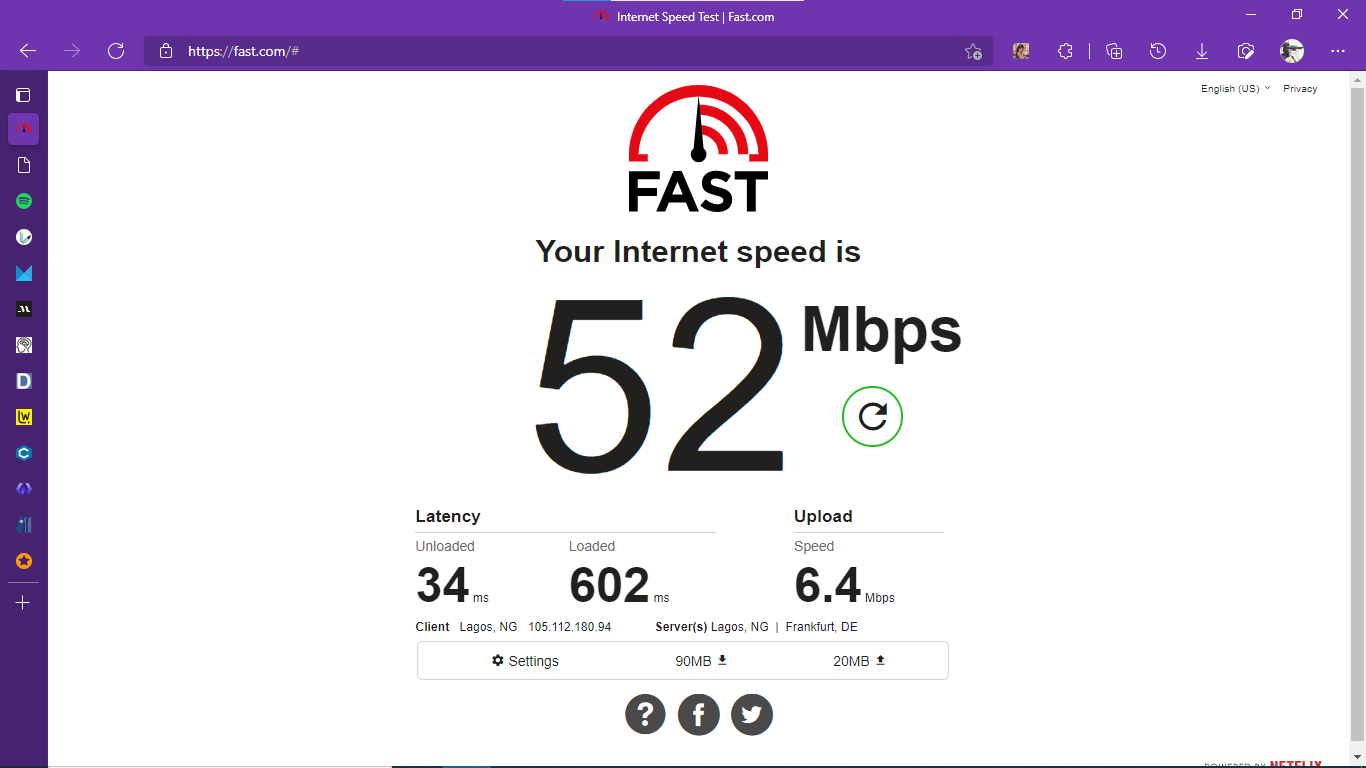 Internet Speed Test | Fast.com
https://fast.com/#
English (US) Privacy
FAST
Your Internet speed is
52 Mbps
Latency Upload
Unloaded Loaded Speed
34 ms 602 ms 6.4 Mbps
Client Lagos, NG 105.112.180.94 Server(s) Lagos, NG | Frankfurt, DE
Settings 90MB 20MB
POWERED BY NETFLIX